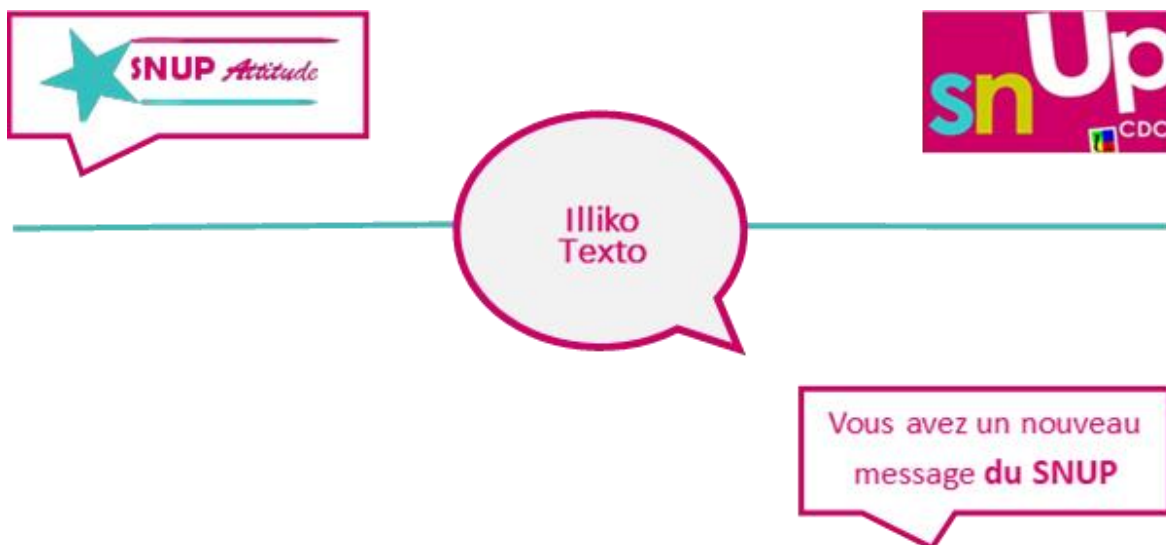 SNUP Attitude
snUp
CDC
Illiko
Texto
Vous avez un nouveau
message du SNUP